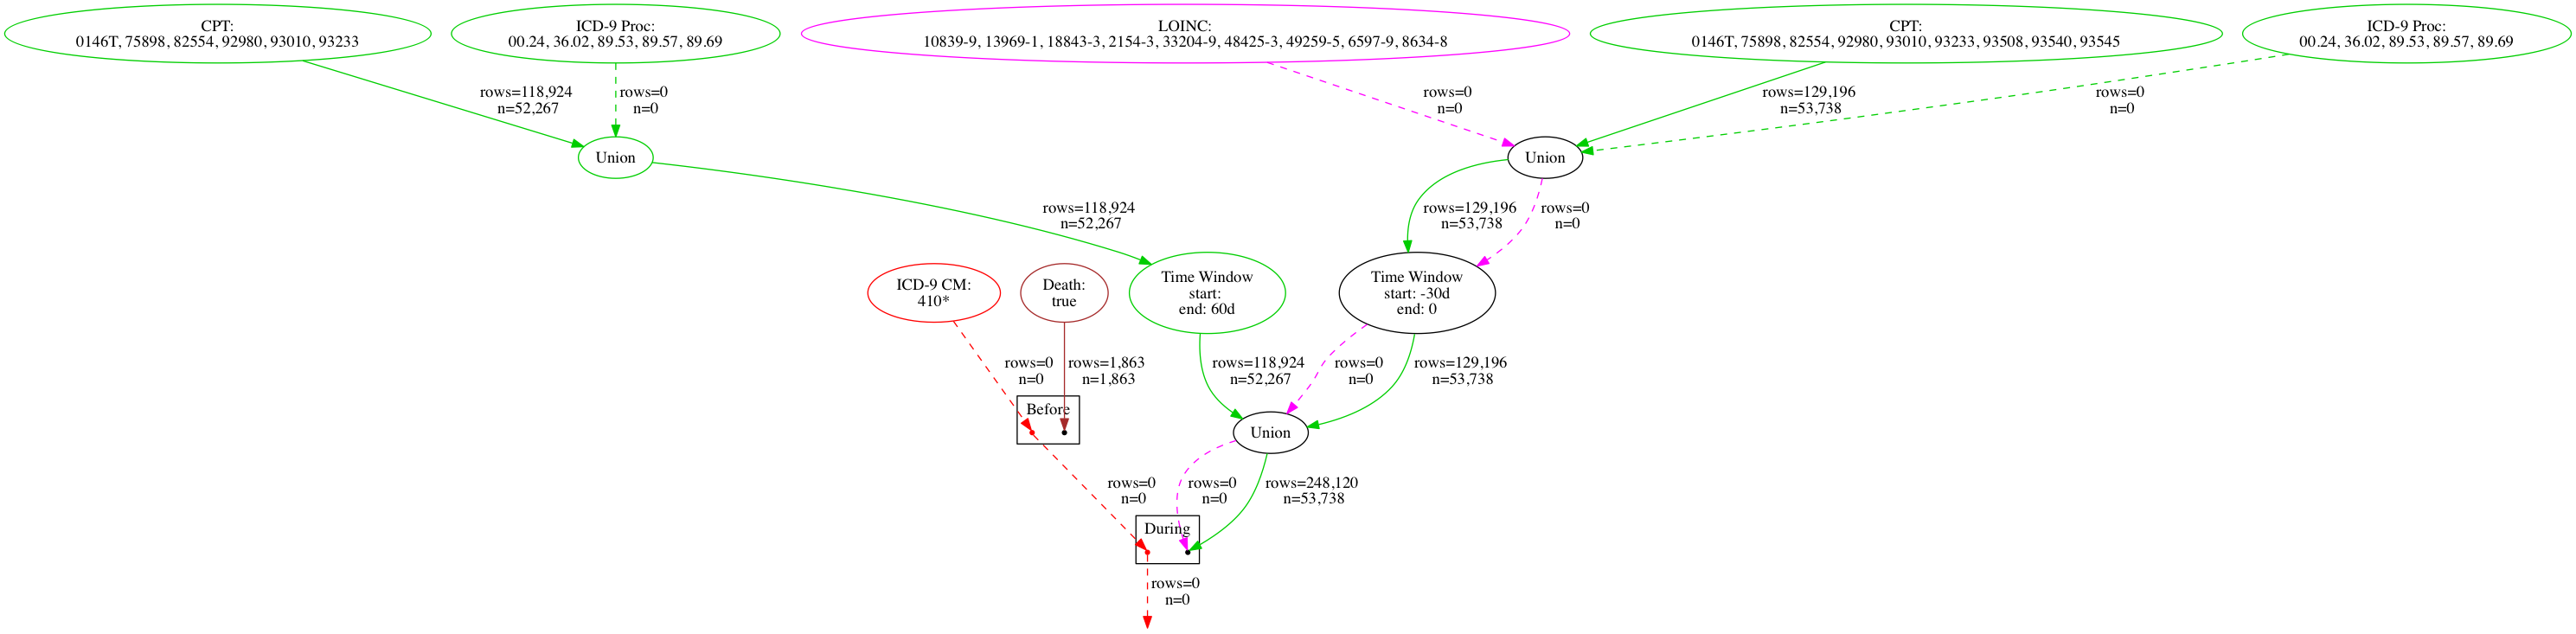 CPT:
0146T, 75898, 82554, 92980, 93010, 93233
ICD-9 Proc:
00.24, 36.02, 89.53, 89.57, 89.69
LOINC:
10839-9, 13969-1, 18843-3, 2154-3, 33204-9, 48425-3, 49259-5, 6597-9, 8634-8
CPT:
0146T, 75898, 82554, 92980, 93010, 93233, 93508, 93540, 93545
ICD-9 Proc:
00.24, 36.02, 89.53, 89.57, 89.69
rows=118,924
n=52,267
rows=0
n=0
rows=0
n=0
rows=129,196
n=53,738
rows=0
n=0
Union
Union
rows=118,924
n=52,267
rows=129,196
n=53,738
rows=0
n=0
ICD-9 CM:
410*
Death:
true
Time Window
start:
end: 60d
Time Window
start: -30d
end: 0
rows=0
n=0
rows=1,863
n=1,863
rows=118,924
n=52,267
rows=0
n=0
rows=129,196
n=53,738
Before
Union
rows=0
n=0
rows=0
n=0
rows=248,120
n=53,738
During
rows=0
n=0